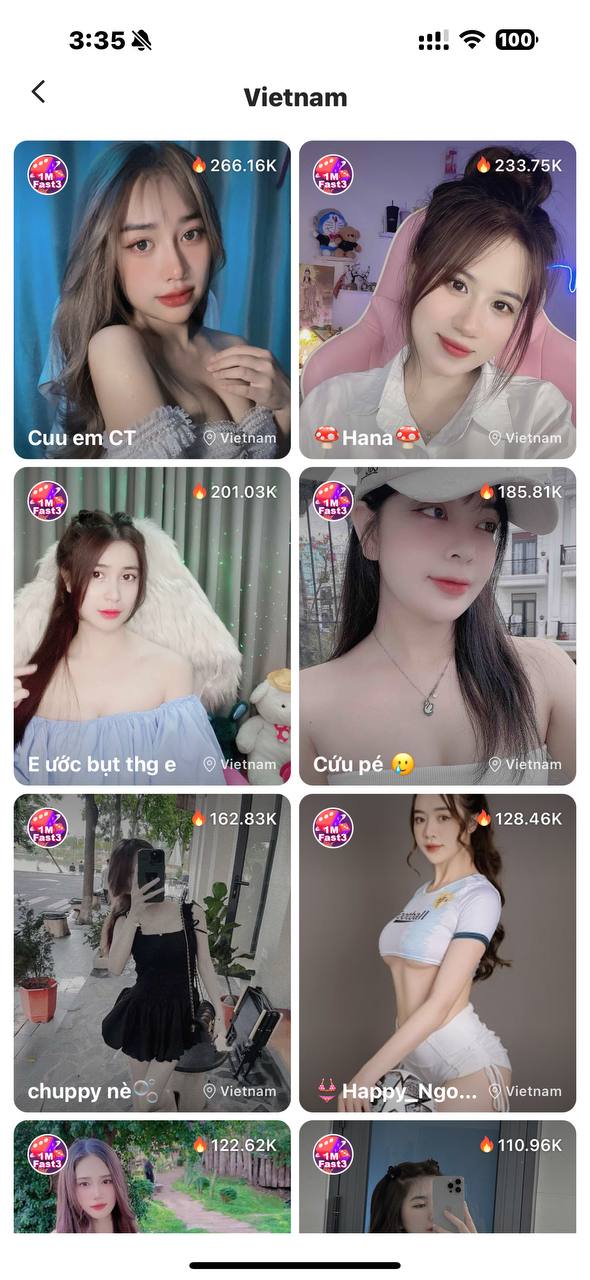 3:35
100
Vietnam
1M
Fast3
🔥266.16K
1M
Fast3
🔥233.75K
Cuu em CT
Vietnam
🍄Hana🍄
Vietnam
1M
Fast3
🔥201.03K
1M
Fast3
🔥185.81K
E ước bụt thg e
Vietnam
Cứu pé 🥲
Vietnam
1M
Fast3
🔥162.83K
1M
Fast3
🔥128.46K
football
chuppy nè🫧
Vietnam
👙Happy_Ngo...
Vietnam
1M
Fast3
🔥122.62K
1M
Fast3
🔥110.96K